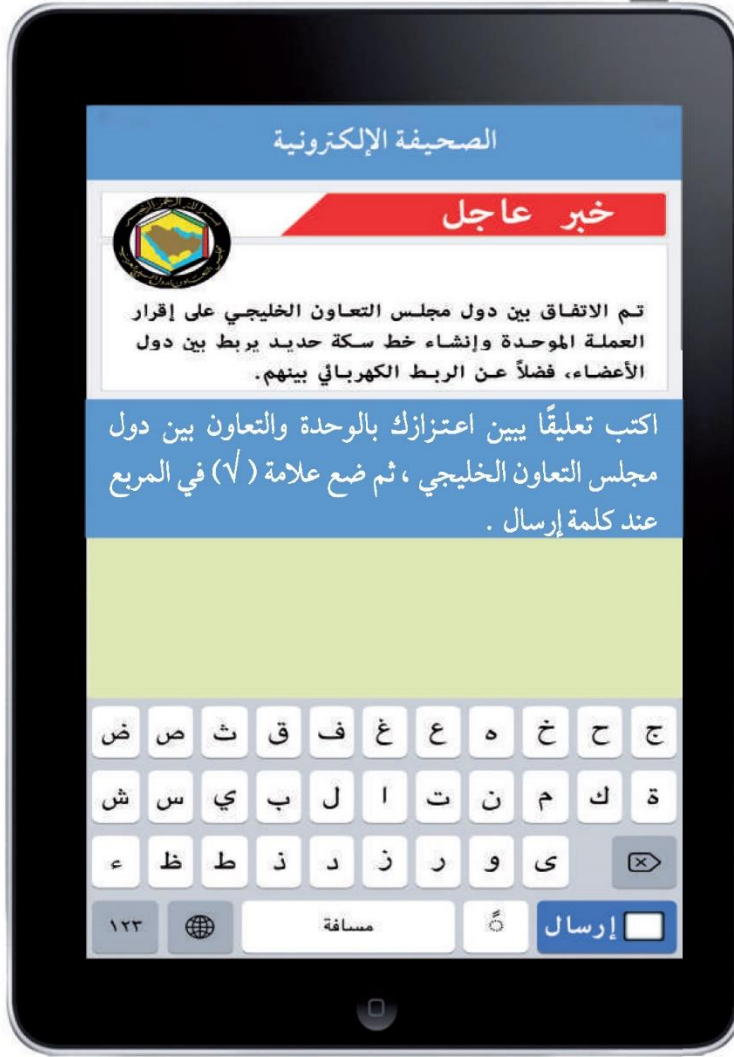 الصحيفة الإلكترونية
خبر عاجل
تم الاتفاق بين دول مجلس التعاون الخليجي على إقرار
العملة الموحدة وإنشاء خط سكة حديد يربط بين دول
الأعضاء، فضلاً عن الربط الكهربائي بينهم.
اكتب تعليقًا يبين اعتزازك بالوحدة والتعاون بين دول
مجلس التعاون الخليجي ، ثم ضع علامة (√) في المربع
عند كلمة إرسال .
ج ح خ ه ع غ ف ق ث ص ض
ة ك م ن ت ا ل ب ي س ش
ى و ر ز د ذ ط ظ ء
إرسال مسافة ١٢٣